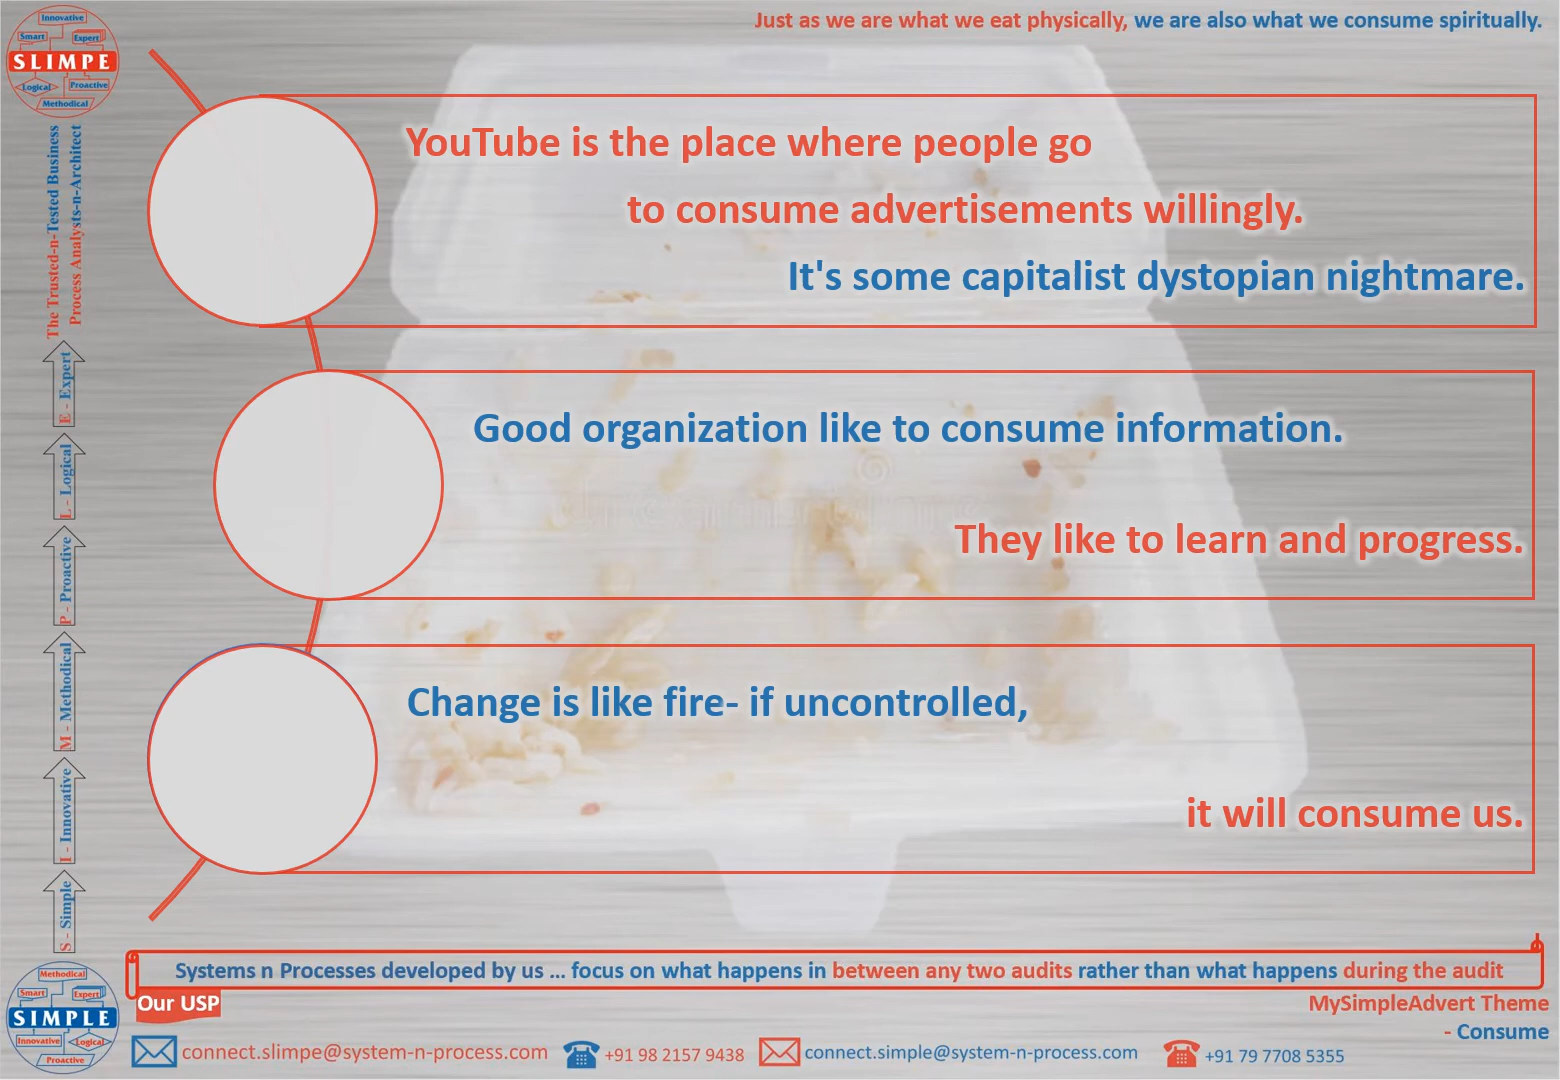 Innovative
Smart
Expert
SLIMPE
Logical
Proactive
Methodical
Just as we are what we eat physically, we are also what we consume spiritually.
The Trusted-n-Tested Business
Process Analysts-n-Architect
E - Expert
L - Logical
P - Proactive
M - Methodical
I - Innovative
S - Simple
YouTube is the place where people go
to consume advertisements willingly.
It's some capitalist dystopian nightmare.
Good organization like to consume information.
They like to learn and progress.
Change is like fire- if uncontrolled,
it will consume us.
Methodical
Smart
Expert
SIMPLE
Innovative
Logical
Proactive
Systems n Processes developed by us ... focus on what happens in between any two audits rather than what happens during the audit
Our USP
MySimpleAdvert Theme
- Consume
connect.slimpe@system-n-process.com
+91 98 2157 9438
connect.simple@system-n-process.com
+91 79 7708 5355